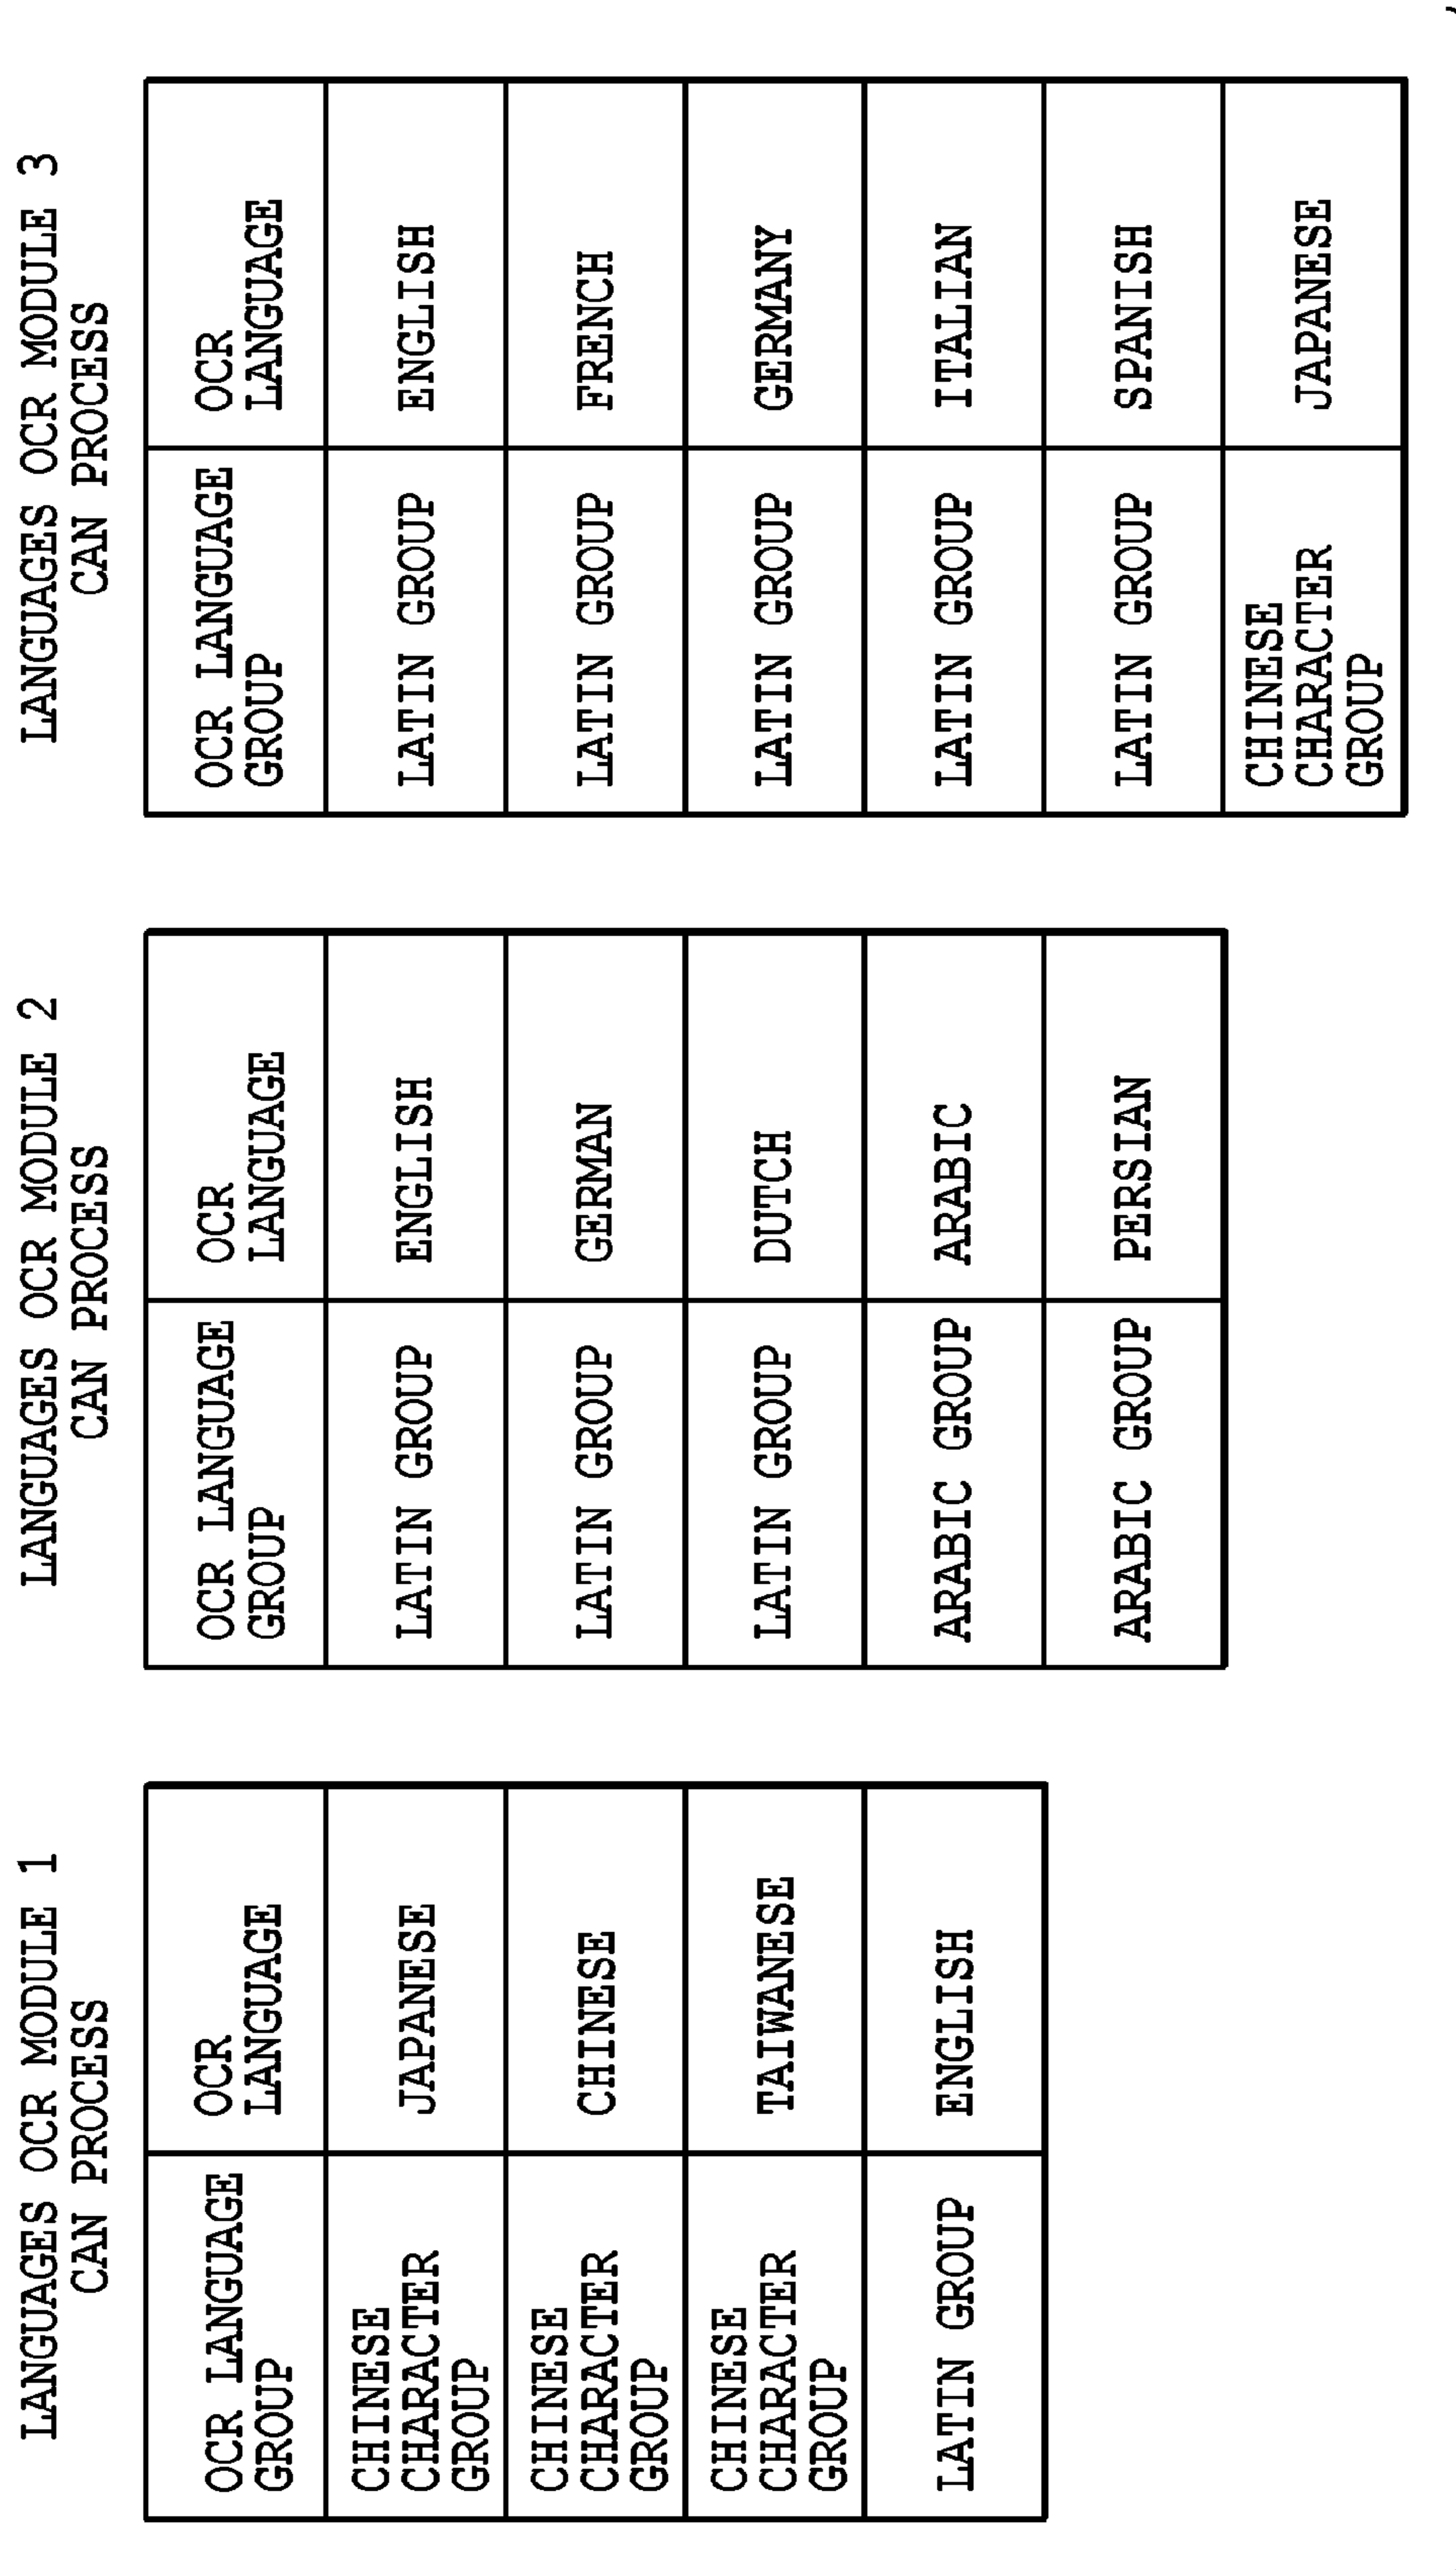 LANGUAGES OCR MODULE 1
CAN PROCESS
OCR LANGUAGE
GROUP
OCR
LANGUAGE
CHINESE
CHARACTER
GROUP
JAPANESE
CHINESE
CHARACTER
GROUP
CHINESE
CHINESE
CHARACTER
GROUP
TAIWANESE
LATIN GROUP
ENGLISH
LANGUAGES OCR MODULE 2
CAN PROCESS
OCR LANGUAGE
GROUP
OCR
LANGUAGE
LATIN GROUP
ENGLISH
LATIN GROUP
GERMAN
LATIN GROUP
DUTCH
ARABIC GROUP
ARABIC
ARABIC GROUP
PERSIAN
LANGUAGES OCR MODULE 3
CAN PROCESS
OCR LANGUAGE
GROUP
OCR
LANGUAGE
LATIN GROUP
ENGLISH
LATIN GROUP
FRENCH
LATIN GROUP
GERMANY
LATIN GROUP
ITALIAN
LATIN GROUP
SPANISH
CHINESE
CHARACTER
GROUP
JAPANESE